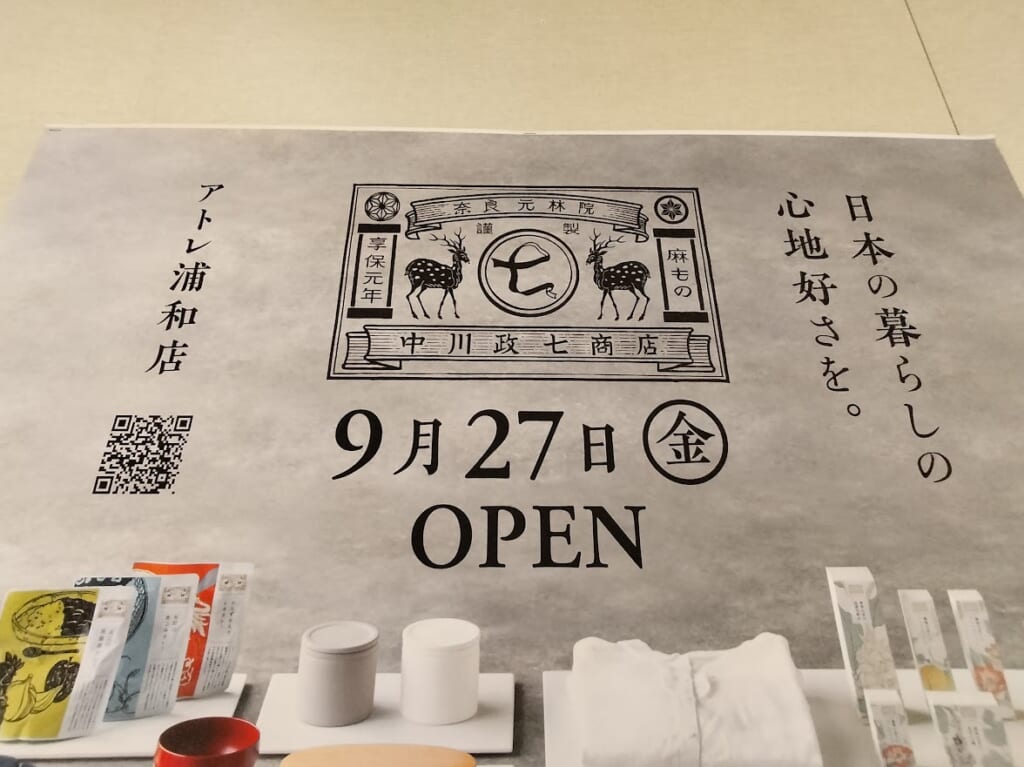 日本の暮らしの
心地好さを。
奈良元林院
謹製
享保元年
七
麻もの
中川政七商店
アトレ浦和店
9月27日㊎
OPEN